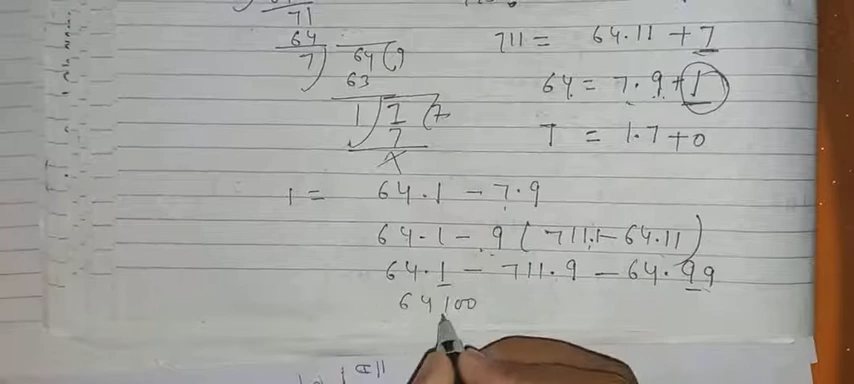 71
64
7) 64 (9
63
1) 7 (7
7
X
711 = 64.11 + 7
64 = 7.9 + 1
7 = 1.7 + 0
1 = 64.1 - 7.9
64.1 - 9 ( 711.1 - 64.11 )
64.1 - 711.9 - 64.99
64100